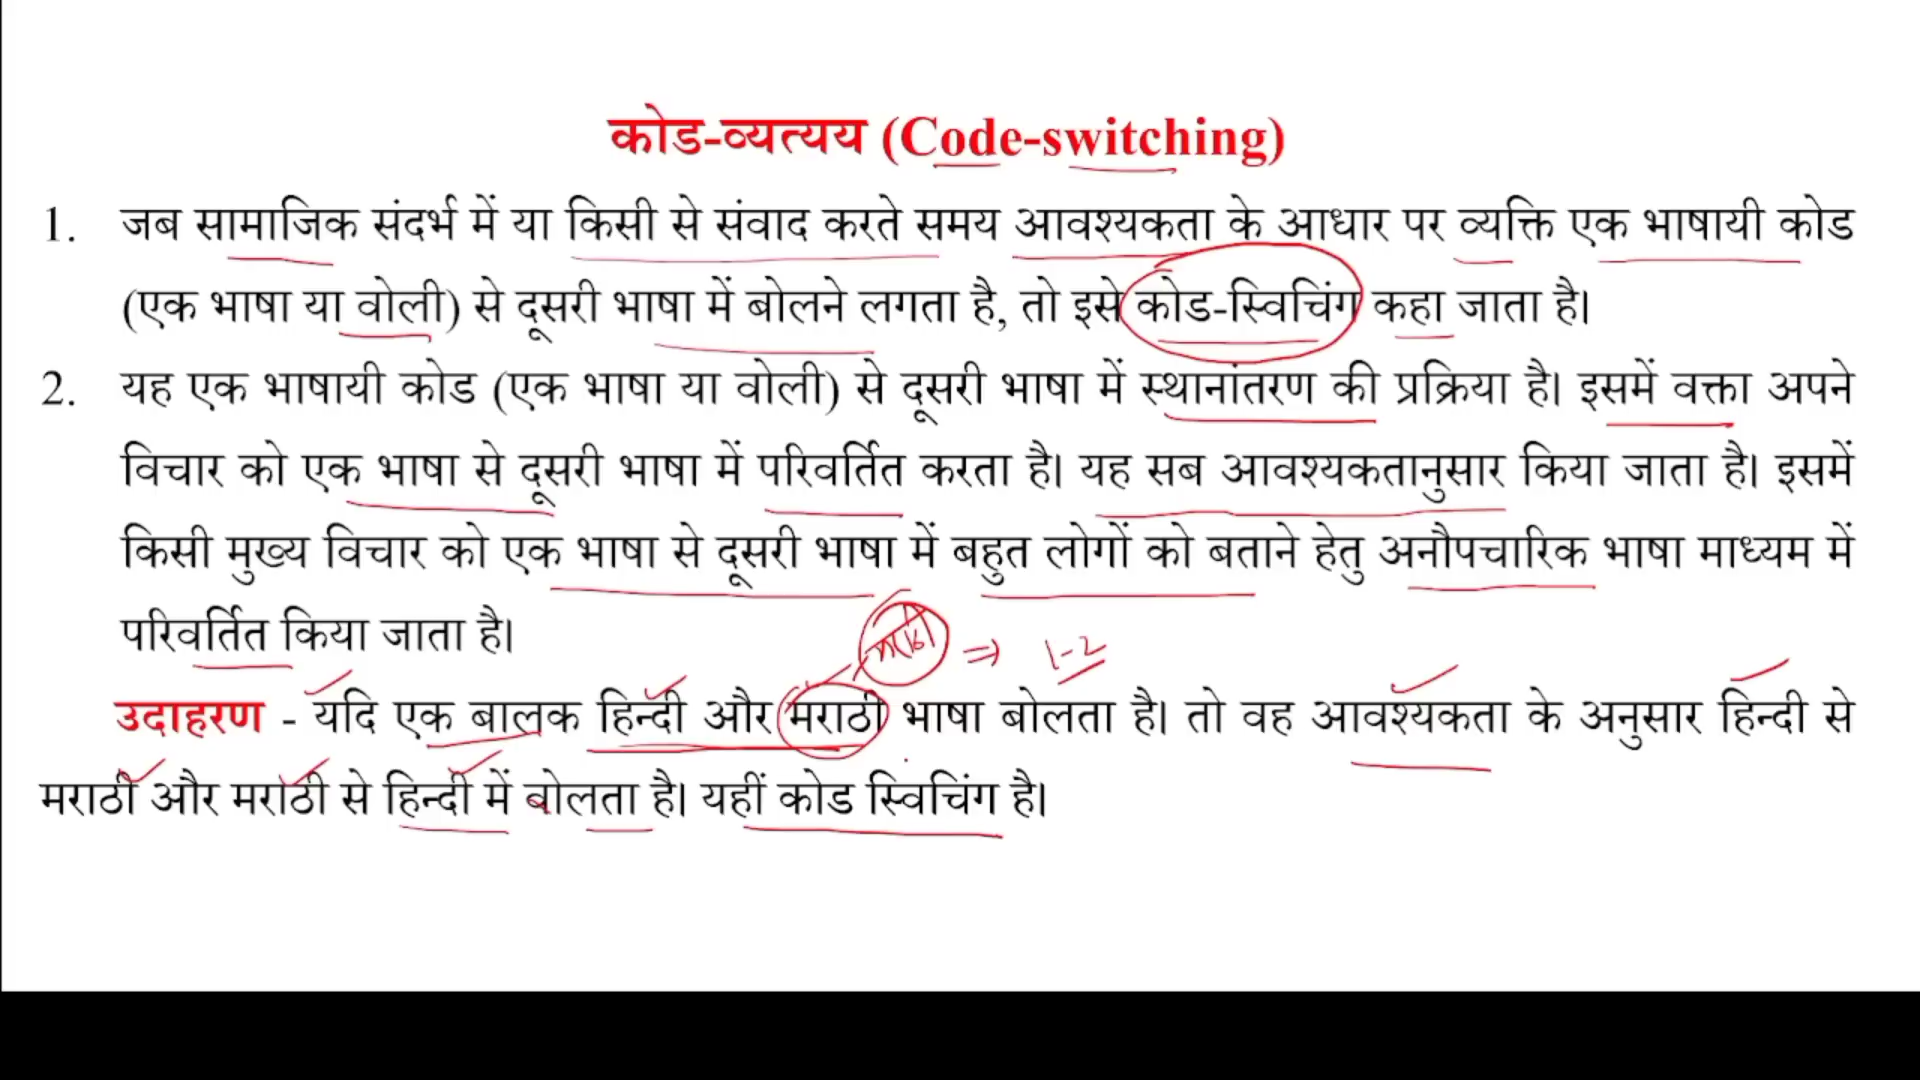 कोड-व्यत्यय (Code-switching)
1. जब सामाजिक संदर्भ में या किसी से संवाद करते समय आवश्यकता के आधार पर व्यक्ति एक भाषायी कोड
(एक भाषा या वोली) से दूसरी भाषा में बोलने लगता है, तो इसे कोड-स्विचिंग कहा जाता है।
2. यह एक भाषायी कोड (एक भाषा या वोली) से दूसरी भाषा में स्थानांतरण की प्रक्रिया है। इसमें वक्ता अपने
विचार को एक भाषा से दूसरी भाषा में परिवर्तित करता है। यह सब आवश्यकतानुसार किया जाता है। इसमें
किसी मुख्य विचार को एक भाषा से दूसरी भाषा में बहुत लोगों को बताने हेतु अनौपचारिक भाषा माध्यम में
परिवर्तित किया जाता है।
⇒ 1-2
उदाहरण - यदि एक बालक हिन्दी और मराठी भाषा बोलता है। तो वह आवश्यकता के अनुसार हिन्दी से
मराठी और मराठी से हिन्दी में बोलता है। यहीं कोड स्विचिंग है।